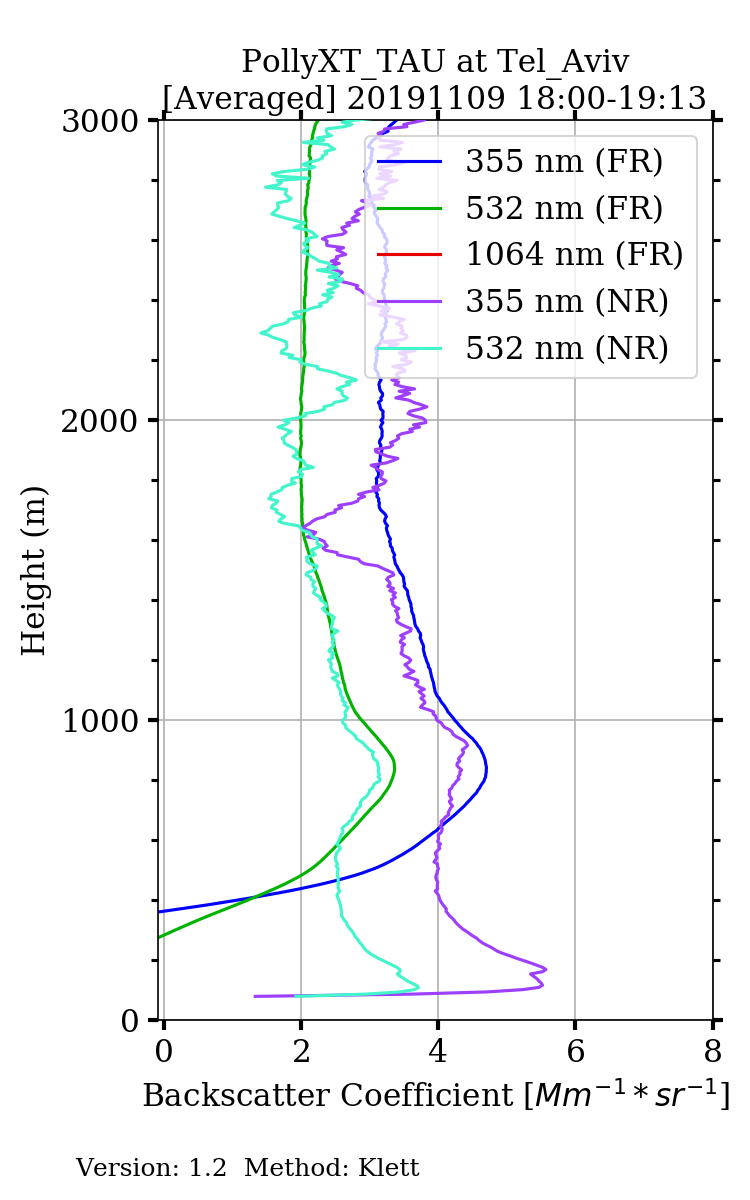 PollyXT_TAU at Tel_Aviv
[Averaged] 20191109 18:00-19:13
3000
2000
1000
0
Height (m)
355 nm (FR)
532 nm (FR)
1064 nm (FR)
355 nm (NR)
532 nm (NR)
0 2 4 6 8
Backscatter Coefficient [Mm⁻¹ * sr⁻¹]
Version: 1.2 Method: Klett